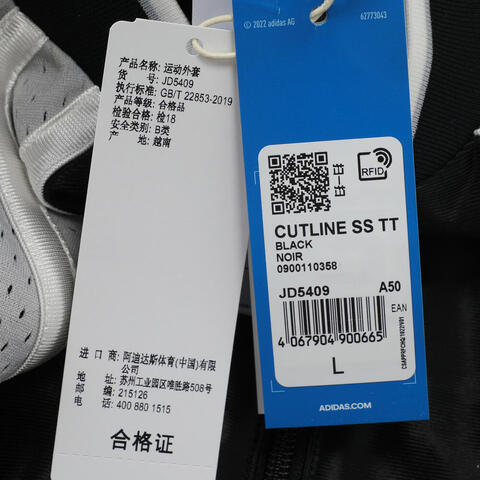 产品名称: 运动外套
货 号: JD5409
执行标准: GB/T 22853-2019
产品等级: 合格品
检验合格: 检18
安全类别: B类
产 地: 越南
进 口 商: 阿迪达斯体育(中国)有限
公司
地 址: 苏州工业园区唯胜路508号
邮 编: 215126
电 话: 400 880 1515
合格证
© 2022 adidas AG
62773043
RFID
CUTLINE SS TT
BLACK
NOIR
0900110358
JD5409 A50
EAN
4 067904 900665
L
ADIDAS.COM